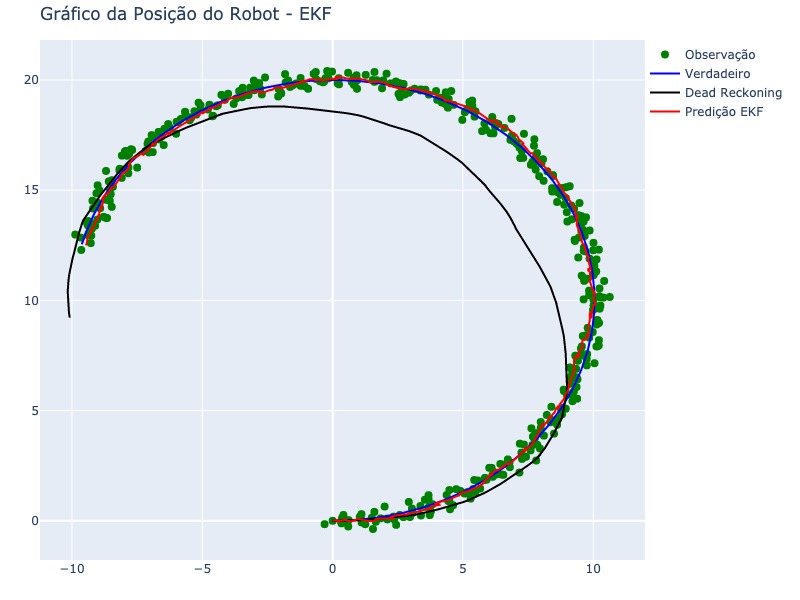 Gráfico da Posição do Robot - EKF
Observação
Verdadeiro
Dead Reckoning
Predição EKF
20
15
10
5
0
−10
−5
0
5
10